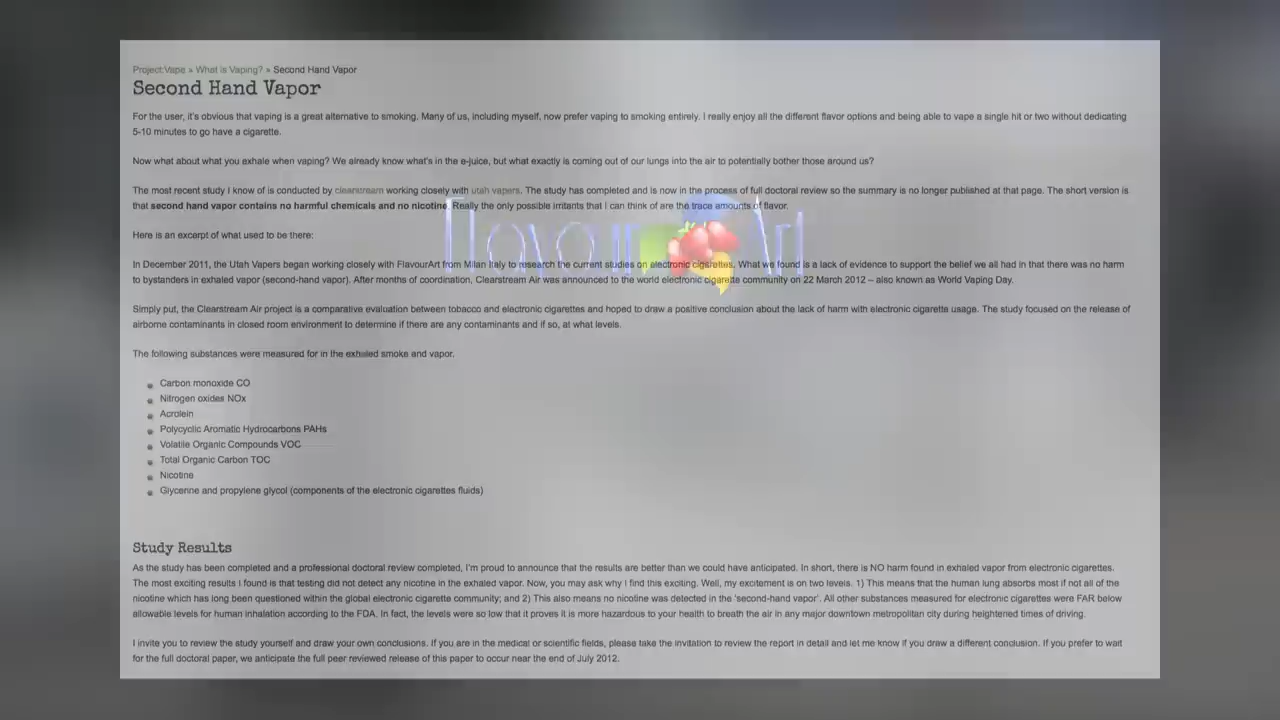 Project:Vape » What is Vaping? » Second Hand Vapor
Second Hand Vapor
For the user, it's obvious that vaping is a great alternative to smoking. Many of us, including myself, now prefer vaping to smoking entirely. I really enjoy all the different flavor options and being able to vape a single hit or two without dedicating
5-10 minutes to go have a cigarette.
Now what about what you exhale when vaping? We already know what's in the e-juice, but what exactly is coming out of our lungs into the air to potentially bother those around us?
The most recent study I know of is conducted by clearstream working closely with utah vapers. The study has completed and is now in the process of full doctoral review so the summary is no longer published at that page. The short version is
that second hand vapor contains no harmful chemicals and no nicotine. Really the only possible irritants that I can think of are the trace amounts of flavor.
Flavour Art
Here is an excerpt of what used to be there:
In December 2011, the Utah Vapers began working closely with FlavourArt from Milan Italy to research the current studies on electronic cigarettes. What we found is a lack of evidence to support the belief we all had in that there was no harm
to bystanders in exhaled vapor (second-hand vapor). After months of coordination, Clearstream Air was announced to the world electronic cigarette community on 22 March 2012 – also known as World Vaping Day.
Simply put, the Clearstream Air project is a comparative evaluation between tobacco and electronic cigarettes and hoped to draw a positive conclusion about the lack of harm with electronic cigarette usage. The study focused on the release of
airborne contaminants in closed room environment to determine if there are any contaminants and if so, at what levels.
The following substances were measured for in the exhaled smoke and vapor.
Carbon monoxide CO
Nitrogen oxides NOx
Acrolein
Polycyclic Aromatic Hydrocarbons PAHs
Volatile Organic Compounds VOC
Total Organic Carbon TOC
Nicotine
Glycerine and propylene glycol (components of the electronic cigarettes fluids)
Study Results
As the study has been completed and a professional doctoral review completed, I'm proud to announce that the results are better than we could have anticipated. In short, there is NO harm found in exhaled vapor from electronic cigarettes.
The most exciting results I found is that testing did not detect any nicotine in the exhaled vapor. Now, you may ask why I find this exciting. Well, my excitement is on two levels. 1) This means that the human lung absorbs most if not all of the
nicotine which has long been questioned within the global electronic cigarette community; and 2) This also means no nicotine was detected in the 'second-hand vapor'. All other substances measured for electronic cigarettes were FAR below
allowable levels for human inhalation according to the FDA. In fact, the levels were so low that it proves it is more hazardous to your health to breath the air in any major downtown metropolitan city during heightened times of driving.
I invite you to review the study yourself and draw your own conclusions. If you are in the medical or scientific fields, please take the invitation to review the report in detail and let me know if you draw a different conclusion. If you prefer to wait
for the full doctoral paper, we anticipate the full peer reviewed release of this paper to occur near the end of July 2012.